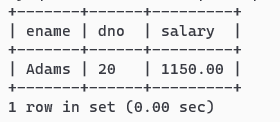 +-------+------+---------+
| ename | dno  | salary  |
+-------+------+---------+
| Adams | 20   | 1150.00 |
+-------+------+---------+
1 row in set (0.00 sec)